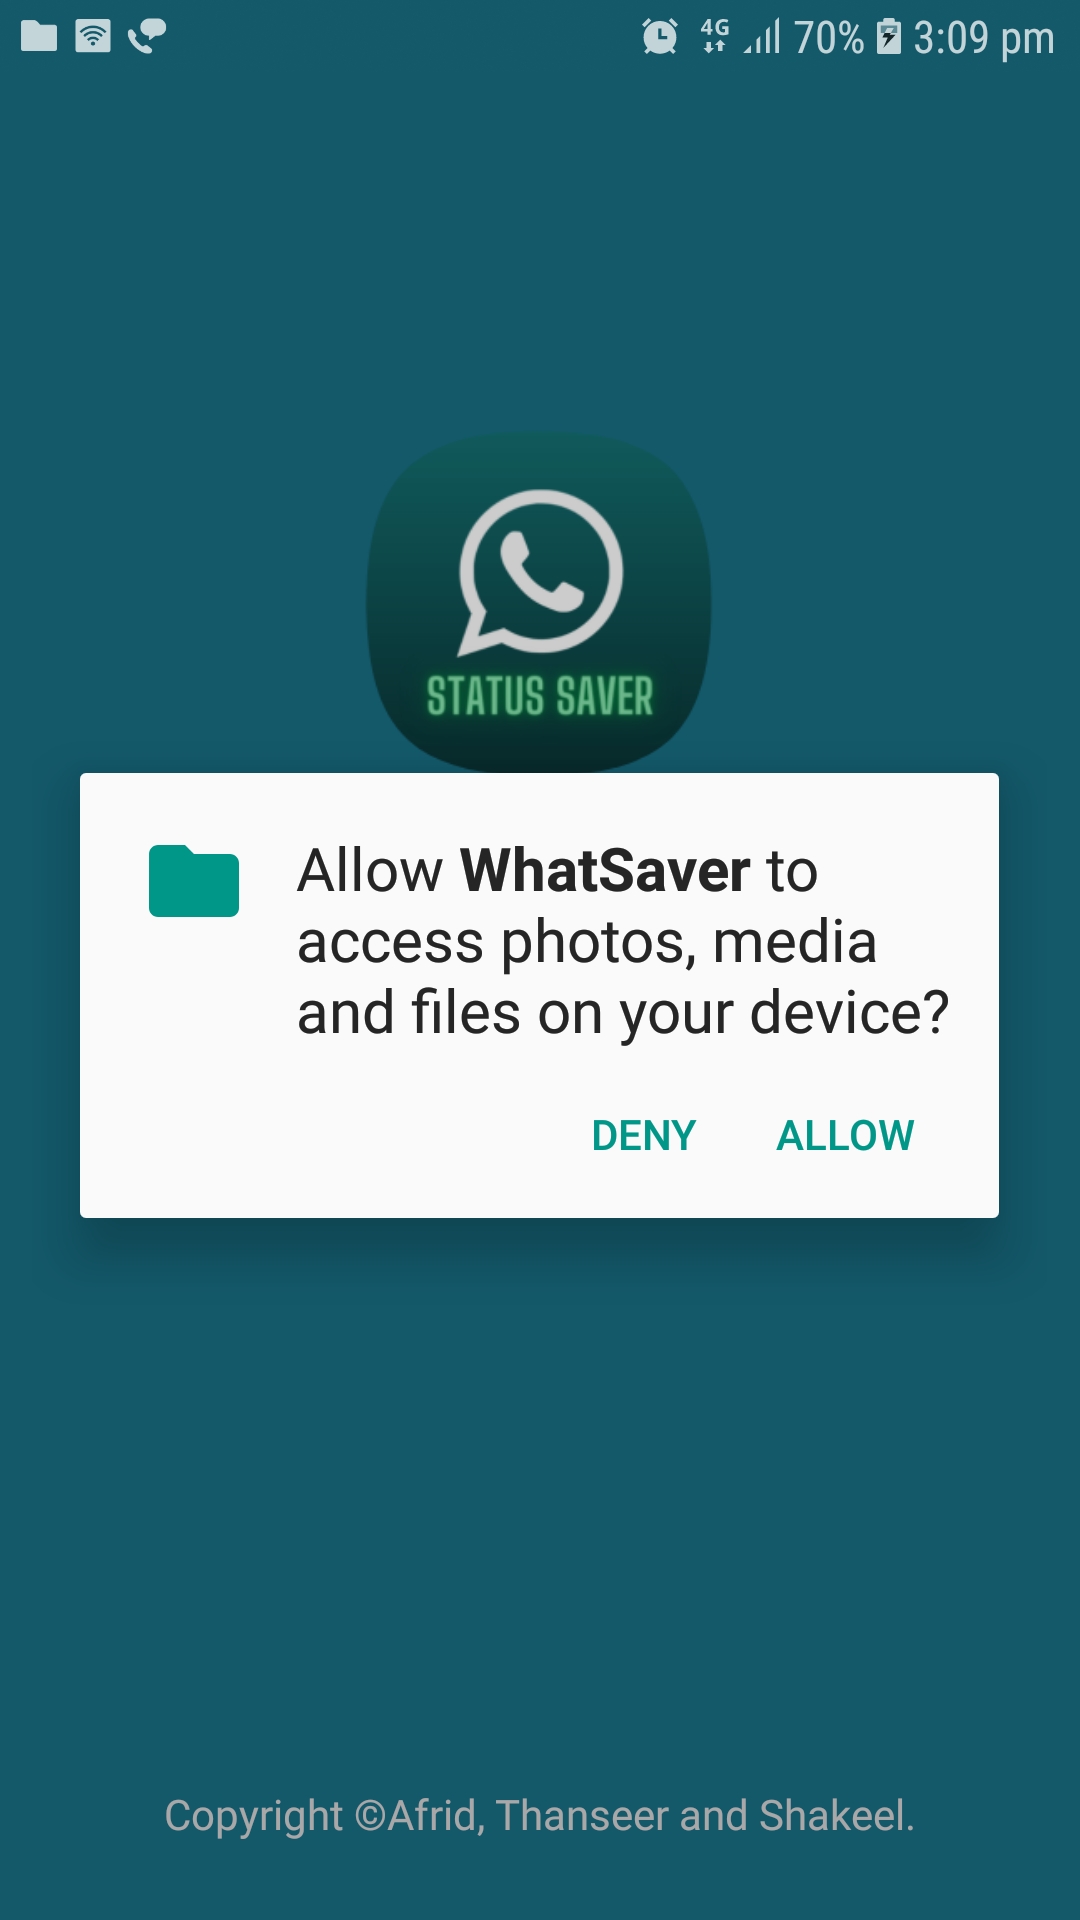 4G 70% 3:09 pm
STATUS SAVER
Allow WhatSaver to
access photos, media
and files on your device?
DENY ALLOW
Copyright ©Afrid, Thanseer and Shakeel.